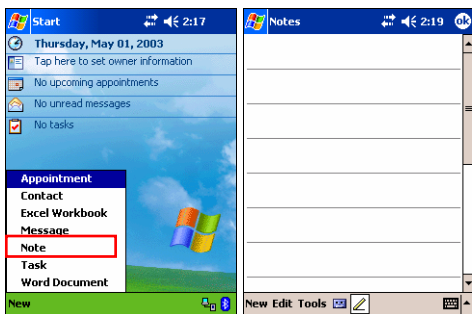 Start 2:17
Thursday, May 01, 2003
Tap here to set owner information
No upcoming appointments
No unread messages
No tasks
Appointment
Contact
Excel Workbook
Message
Note
Task
Word Document
New
Notes 2:19 ok
New Edit Tools